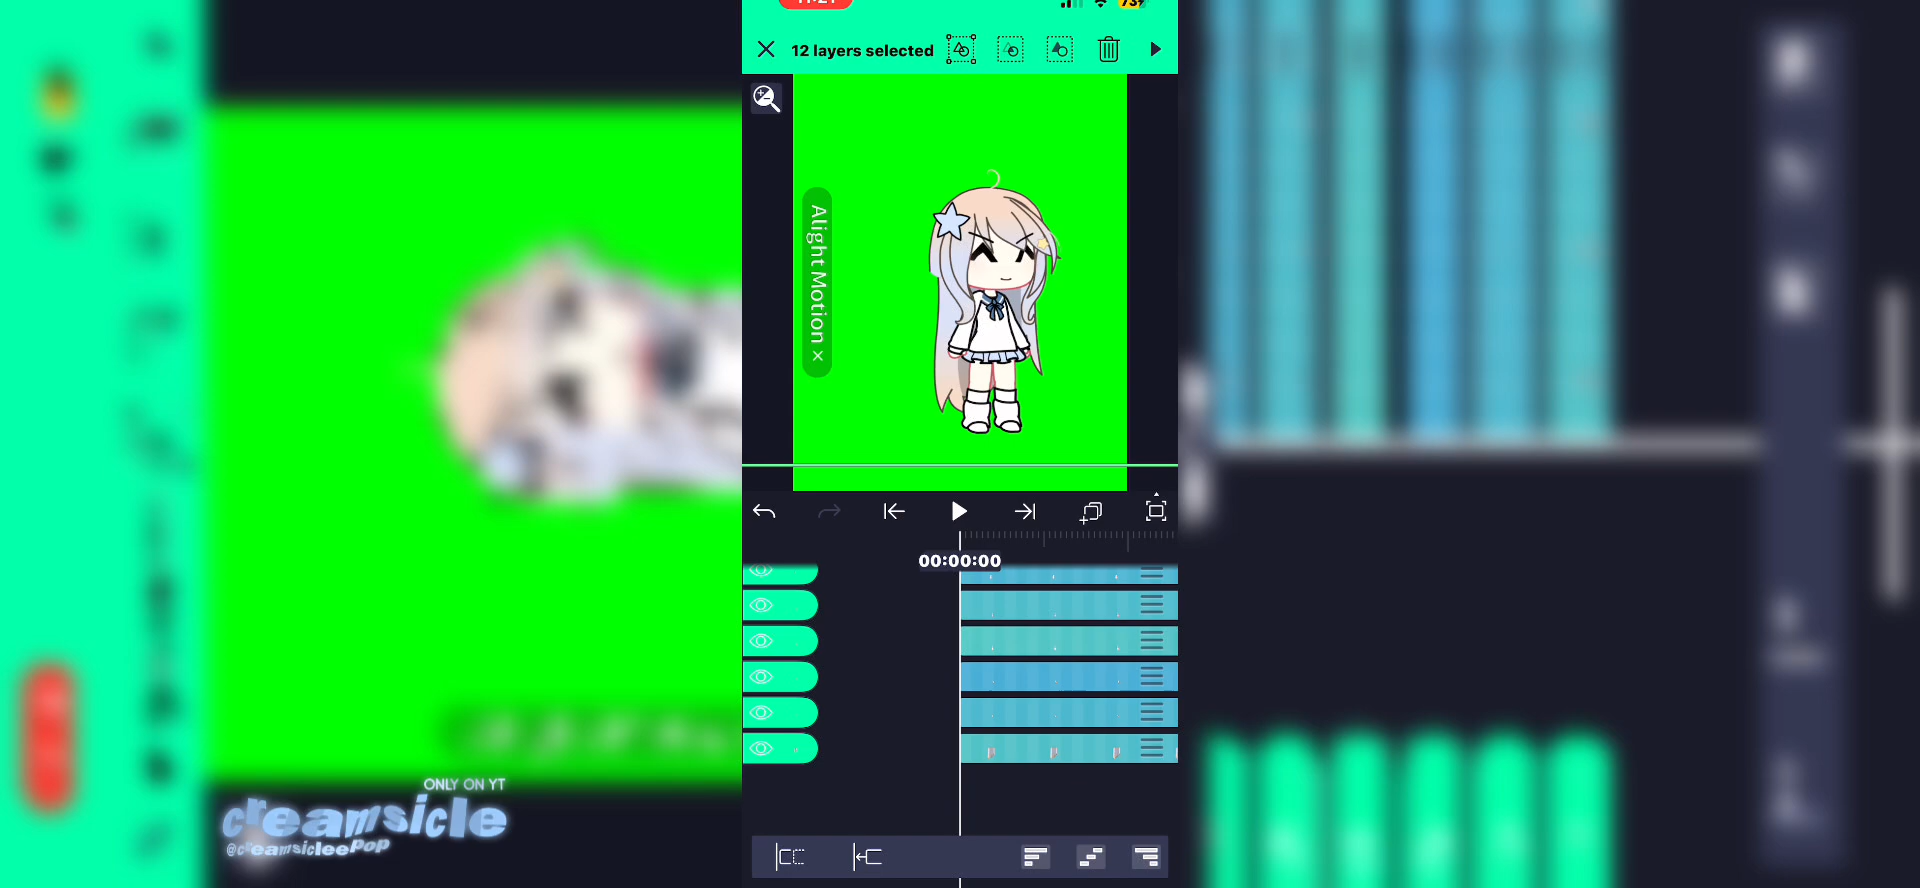 12 layers selected
Alight Motion ×
00:00:00
ONLY ON YT
creamsicle
@creamsicleepop